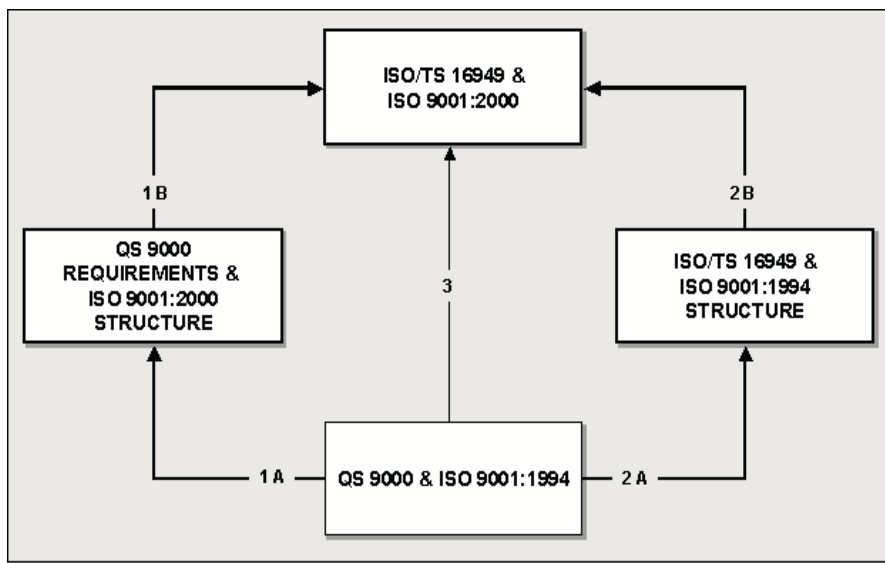 ISO/TS 16949 &
ISO 9001:2000
1 B
2 B
QS 9000
REQUIREMENTS &
ISO 9001:2000
STRUCTURE
3
ISO/TS 16949 &
ISO 9001:1994
STRUCTURE
1 A
QS 9000 & ISO 9001:1994
2 A